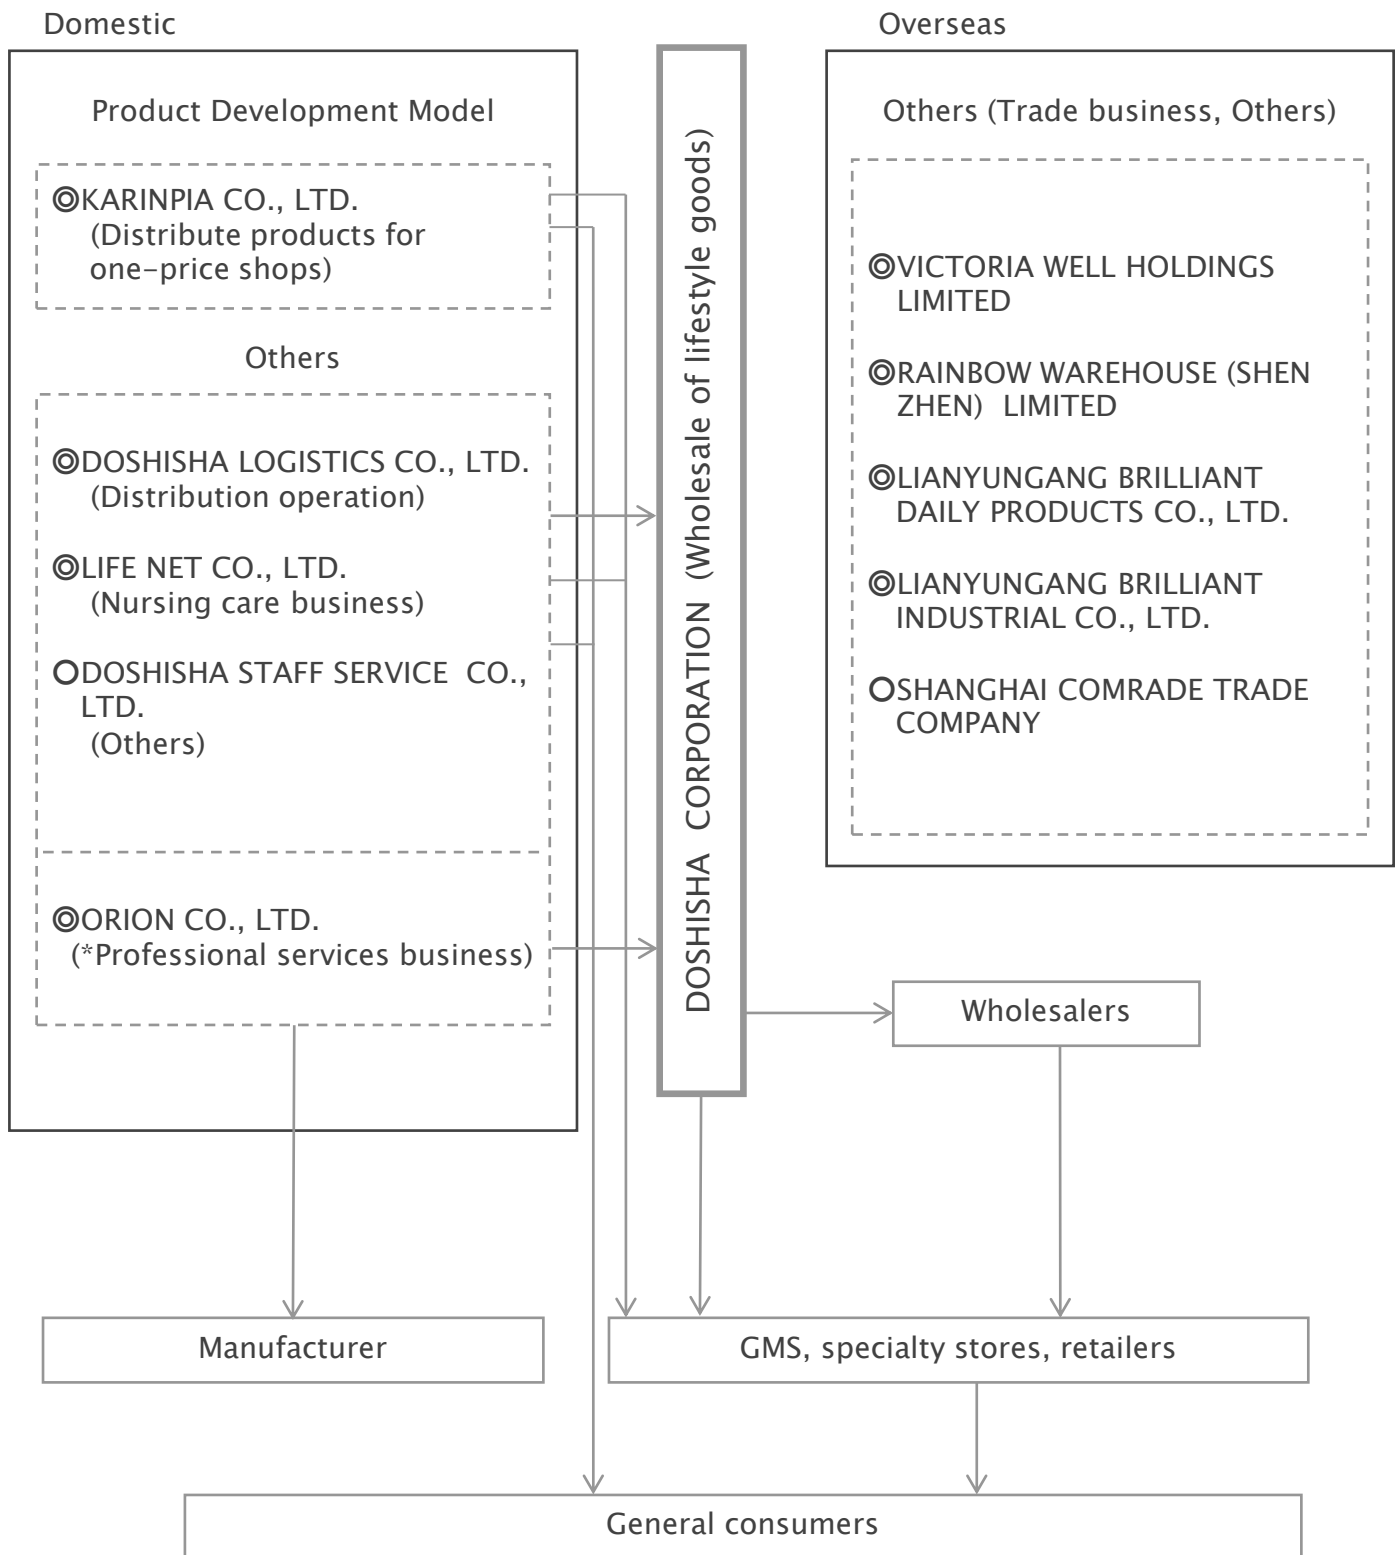 Domestic
Product Development Model
◎KARINPIA CO., LTD.
(Distribute products for
one-price shops)
Others
◎DOSHISHA LOGISTICS CO., LTD.
(Distribution operation)
◎LIFE NET CO., LTD.
(Nursing care business)
○DOSHISHA STAFF SERVICE CO.,
LTD.
(Others)
◎ORION CO., LTD.
(*Professional services business)
DOSHISHA CORPORATION (Wholesale of lifestyle goods)
Overseas
Others (Trade business, Others)
◎VICTORIA WELL HOLDINGS
LIMITED
◎RAINBOW WAREHOUSE (SHEN
ZHEN) LIMITED
◎LIANYUNGANG BRILLIANT
DAILY PRODUCTS CO., LTD.
◎LIANYUNGANG BRILLIANT
INDUSTRIAL CO., LTD.
○SHANGHAI COMRADE TRADE
COMPANY
Wholesalers
Manufacturer
GMS, specialty stores, retailers
General consumers